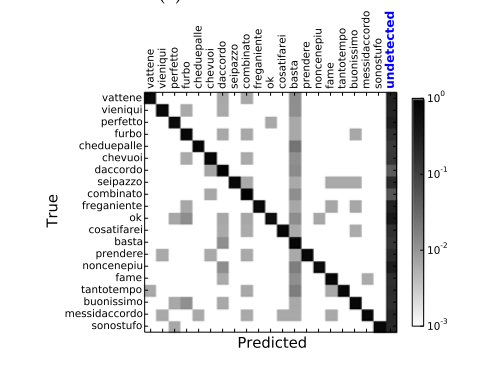 vattene
vieniqui
perfetto
furbo
cheduepalle
chevuoi
daccordo
seipazzo
combinato
freganiente
ok
cosatifarei
basta
prendere
noncenepiu
fame
tantotempo
buonissimo
messidaccordo
sonostufo
undetected
vattene
vieniqui
perfetto
furbo
cheduepalle
chevuoi
daccordo
seipazzo
combinato
freganiente
ok
cosatifarei
basta
prendere
noncenepiu
fame
tantotempo
buonissimo
messidaccordo
sonostufo
True
Predicted
10^0
10^-1
10^-2
10^-3